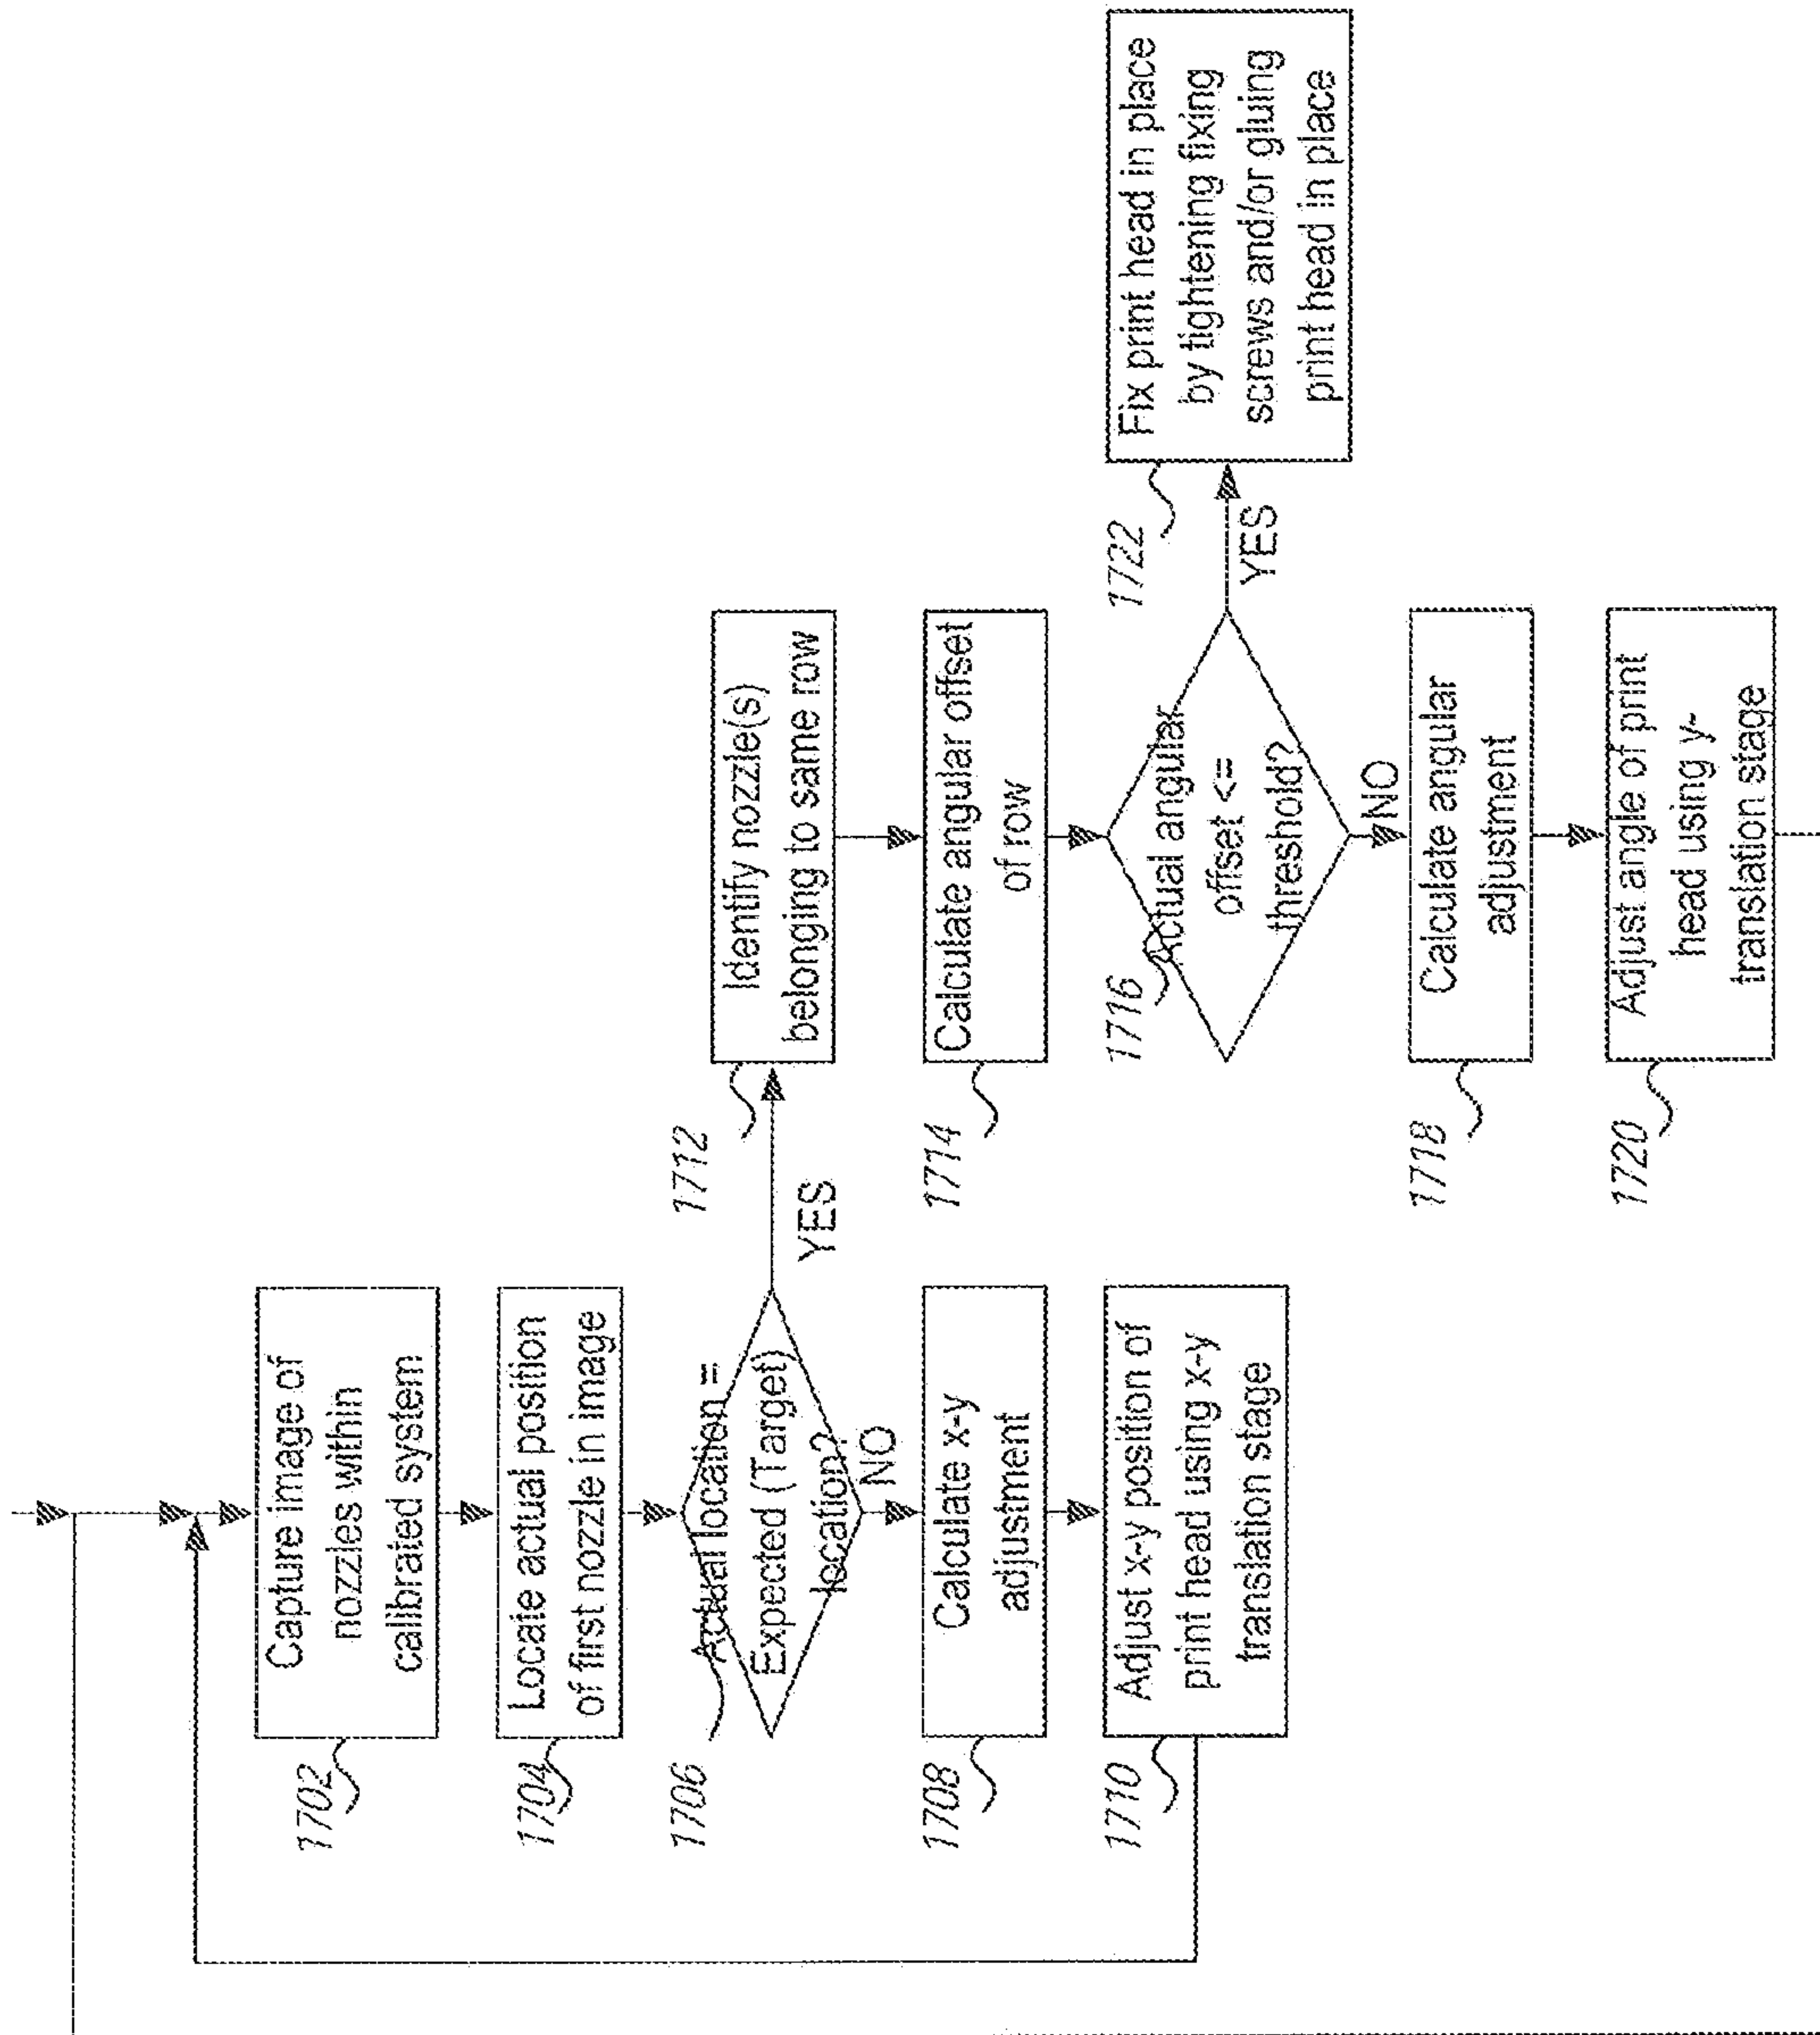 1702
Capture image of
nozzles within
calibrated system
1704
Locate actual position
of first nozzle in image
1706
Actual location =
Expected (Target)
location?
YES
NO
1708
Calculate x-y
adjustment
1710
Adjust x-y position of
print head using x-y
translation stage
1712
Identify nozzle(s)
belonging to same row
1714
Calculate angular offset
of row
1716
Actual angular
offset <=
threshold?
YES
NO
1718
Calculate angular
adjustment
1720
Adjust angle of print
head using y-
translation stage
1722
Fix print head in place
by tightening fixing
screws and/or gluing
print head in place